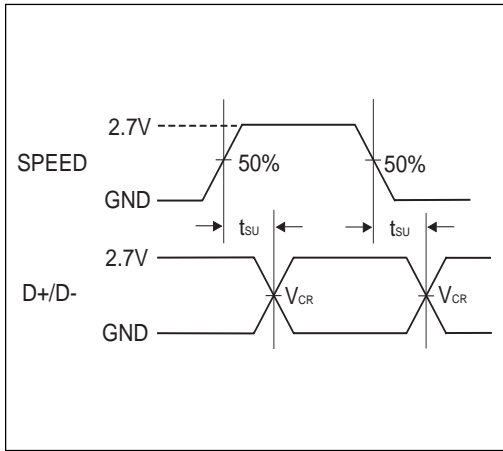 2.7V
SPEED
50%
50%
GND
tSU
tSU
2.7V
D+/D-
VCR
VCR
GND